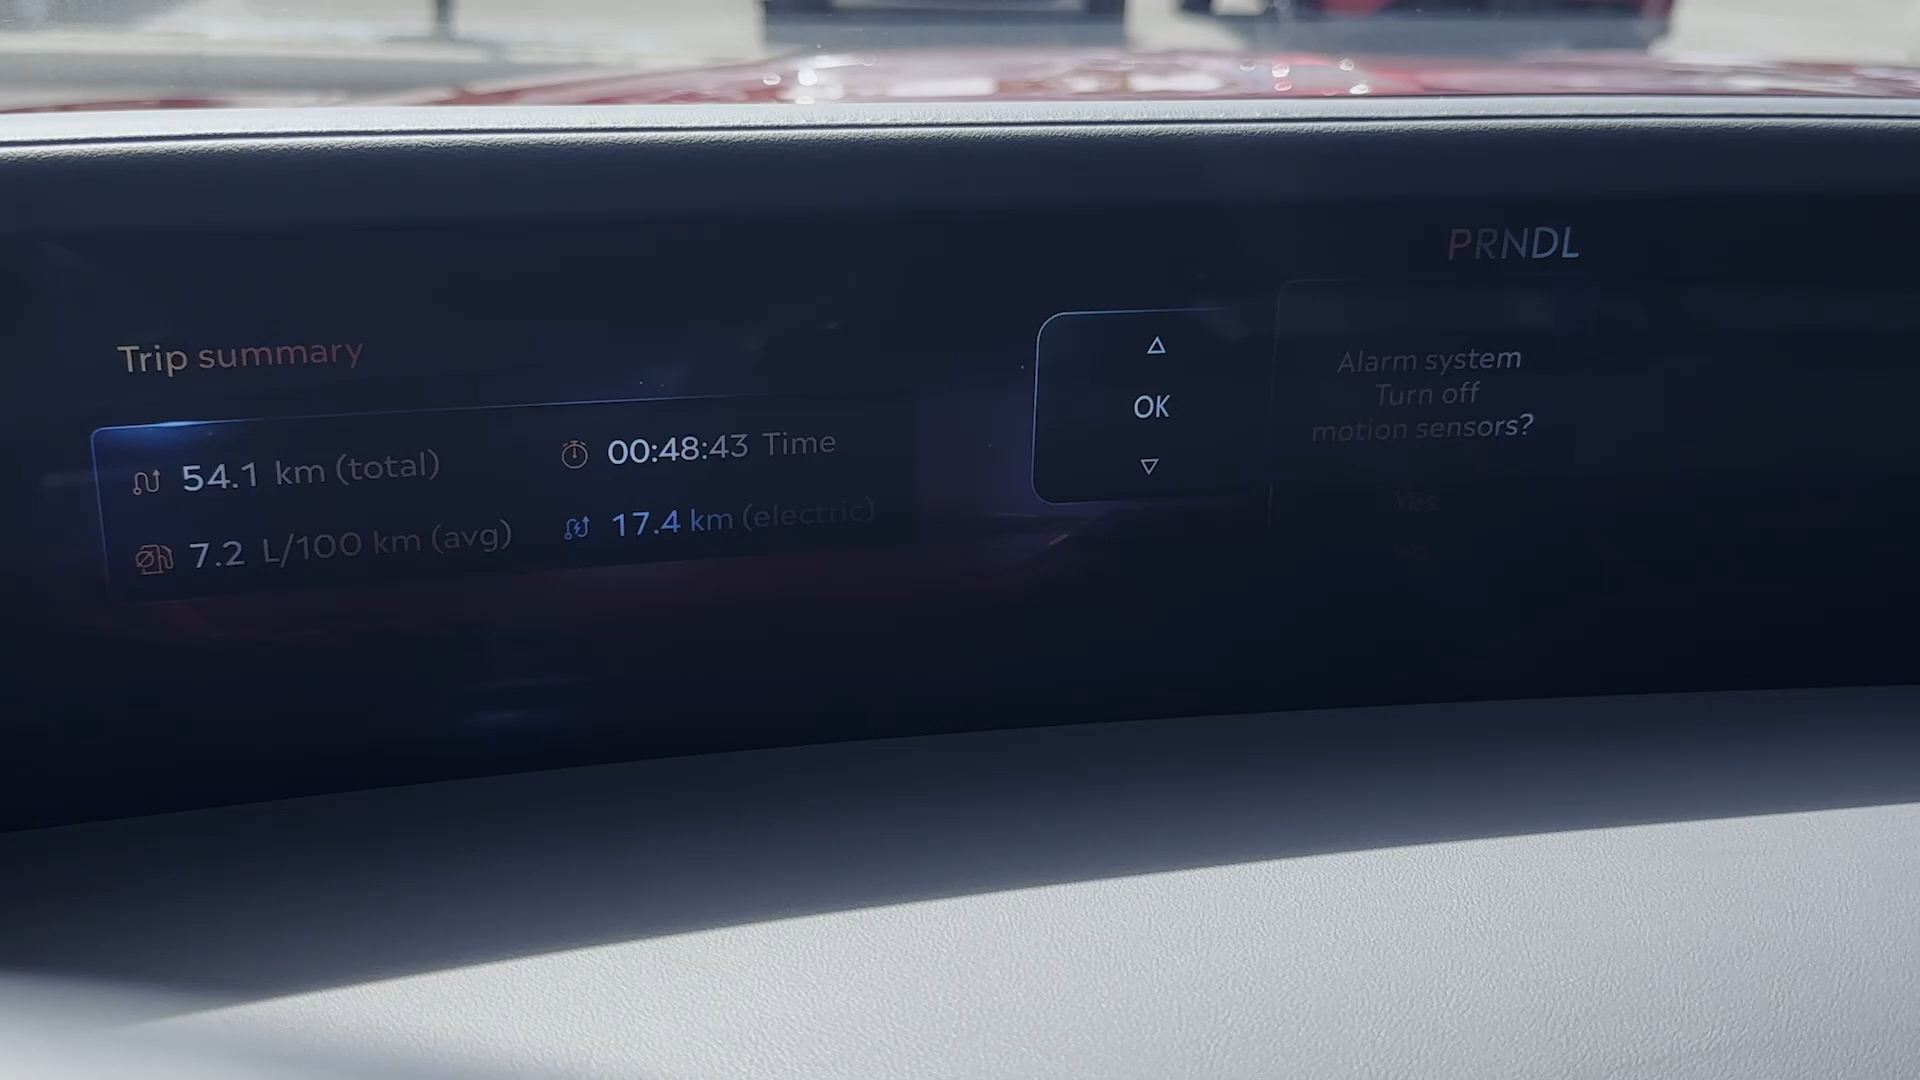 PRNDL
Trip summary
54.1 km (total)
00:48:43 Time
7.2 L/100 km (avg)
17.4 km (electric)
OK
Alarm system
Turn off
motion sensors?
Yes